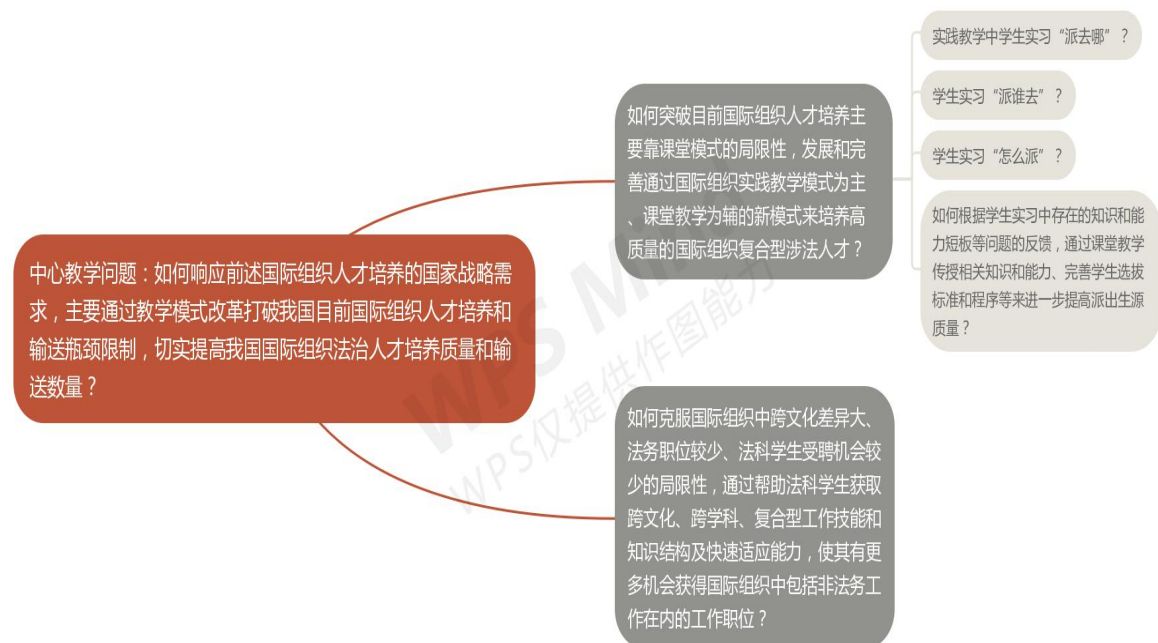 中心教学问题：如何响应前述国际组织人才培养的国家战略需
求，主要通过教学模式改革打破我国目前国际组织人才培养和
输送瓶颈限制，切实提高我国国际组织法治人才培养质量和输
送数量？
如何突破目前国际组织人才培养主
要靠课堂模式的局限性，发展和完
善通过国际组织实践教学模式为主
、课堂教学为辅的新模式来培养高
质量的国际组织复合型涉法人才？
实践教学中学生实习“派去哪”？
学生实习“派谁去”？
学生实习“怎么派”？
如何根据学生实习中存在的知识和能
力短板等问题的反馈，通过课堂教学
传授相关知识和能力、完善学生选拔
标准和程序等来进一步提高派出生源
质量？
如何克服国际组织中跨文化差异大、
法务职位较少、法科学生受聘机会较
少的局限性，通过帮助法科学生获取
跨文化、跨学科、复合型工作技能和
知识结构及快速适应能力，使其有更
多机会获得国际组织中包括非法务工
作在内的工作职位？
WPS Mind
WPS仅提供作图能力